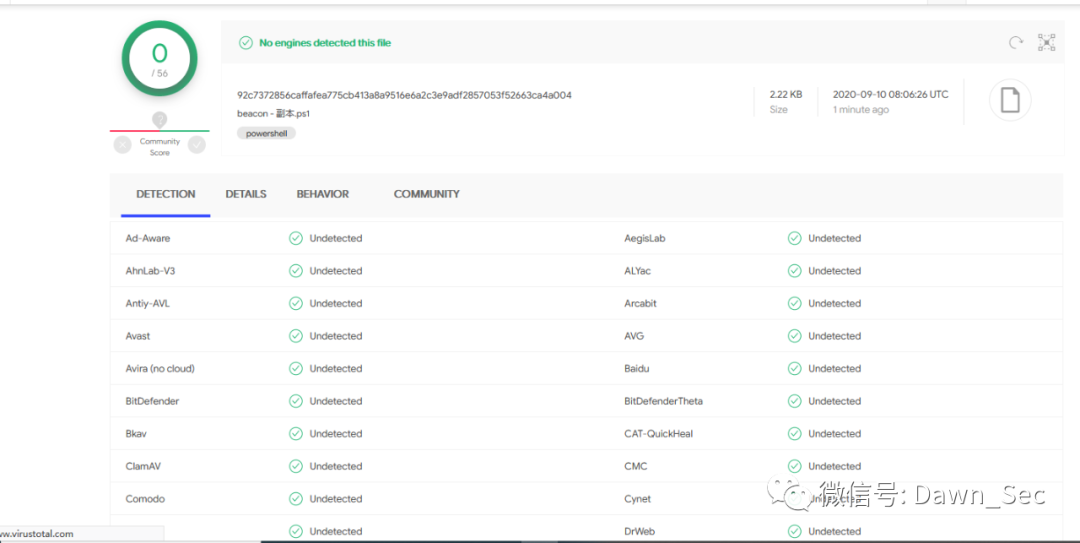 0
/ 56
Community
Score
No engines detected this file
92c7372856caffafea775cb413a8a9516e6a2c3e9adf2857053f52663ca4a004
beacon - 副本.ps1
powershell
2.22 KB
Size
2020-09-10 08:06:26 UTC
1 minute ago
DETECTION DETAILS BEHAVIOR COMMUNITY
Ad-Aware Undetected AegisLab Undetected
AhnLab-V3 Undetected ALYac Undetected
Antiy-AVL Undetected Arcabit Undetected
Avast Undetected AVG Undetected
Avira (no cloud) Undetected Baidu Undetected
BitDefender Undetected BitDefenderTheta Undetected
Bkav Undetected CAT-QuickHeal Undetected
ClamAV Undetected CMC Undetected
Comodo Undetected Cynet
微信号: Dawn_Sec
Undetected DrWeb Undetected
ww.virustotal.com